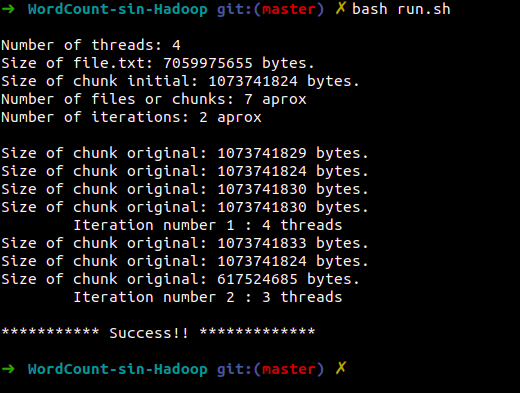 ➜ WordCount-sin-Hadoop git:(master) ✗ bash run.sh
Number of threads: 4
Size of file.txt: 7059975655 bytes.
Size of chunk initial: 1073741824 bytes.
Number of files or chunks: 7 aprox
Number of iterations: 2 aprox
Size of chunk original: 1073741829 bytes.
Size of chunk original: 1073741824 bytes.
Size of chunk original: 1073741830 bytes.
Size of chunk original: 1073741830 bytes.
Iteration number 1 : 4 threads
Size of chunk original: 1073741833 bytes.
Size of chunk original: 1073741824 bytes.
Size of chunk original: 617524685 bytes.
Iteration number 2 : 3 threads
*********** Success!! *************
➜ WordCount-sin-Hadoop git:(master) ✗